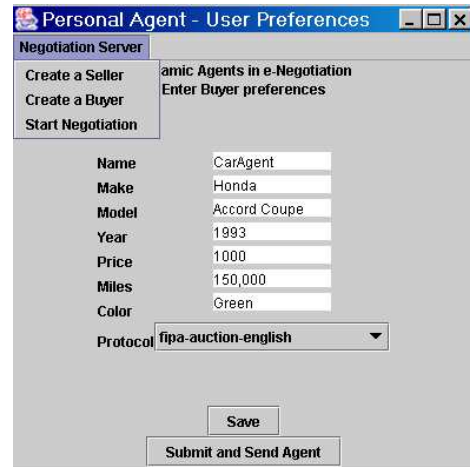 Personal Agent - User Preferences
Negotiation Server
Create a Seller
amic Agents in e-Negotiation
Create a Buyer
Enter Buyer preferences
Start Negotiation
Name CarAgent
Make Honda
Model Accord Coupe
Year 1993
Price 1000
Miles 150,000
Color Green
Protocol fipa-auction-english
Save
Submit and Send Agent